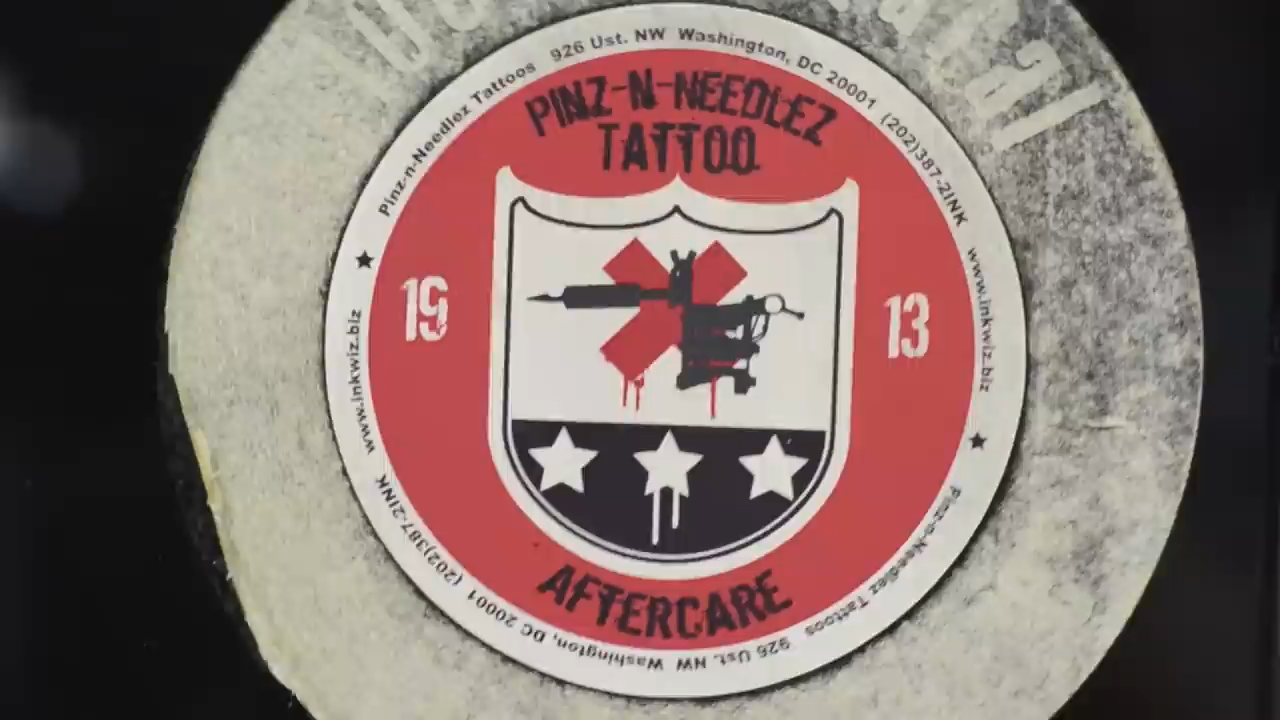 PINZ-N-NEEDLEZ
TATTOO
19
13
AFTERCARE
Pinz-n-Needlez Tattoos 926 Ust. NW Washington, DC 20001 (202)387-2INK www.inkwiz.biz
Pinz-n-Needlez Tattoos 926 Ust. NW Washington, DC 20001 (202)387-2INK www.inkwiz.biz